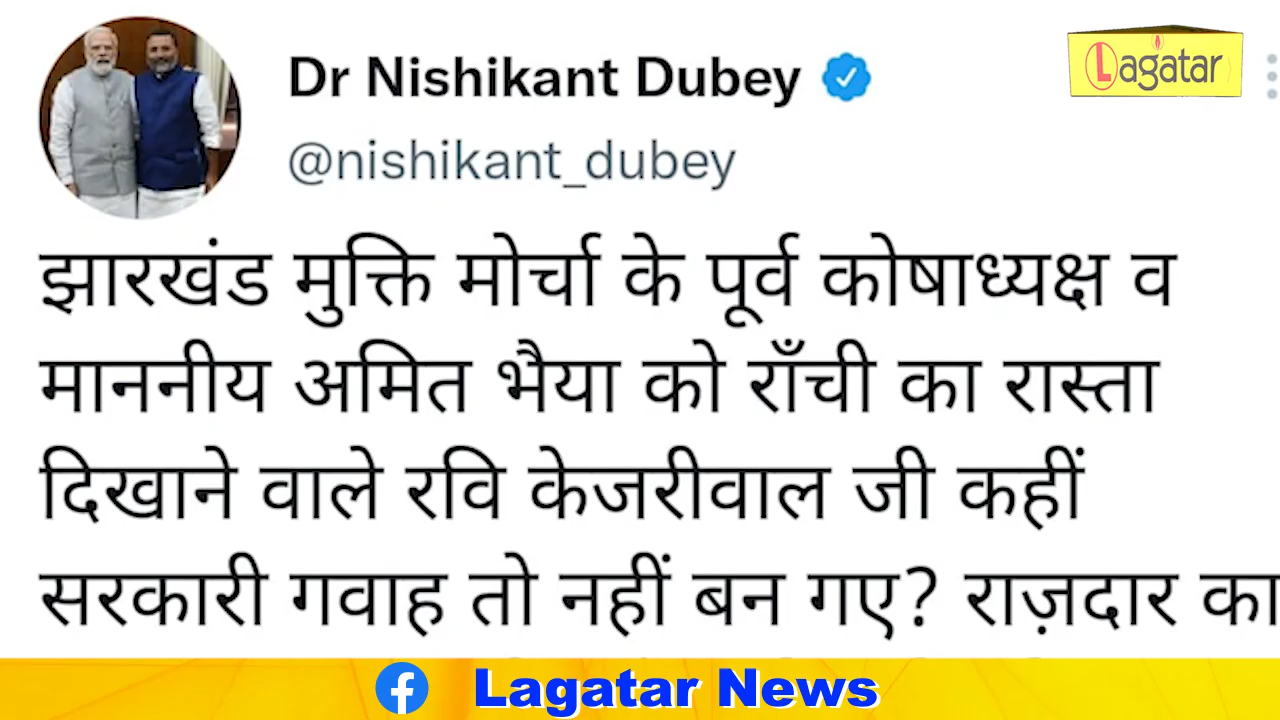 Dr Nishikant Dubey
Lagatar
@nishikant_dubey
झारखंड मुक्ति मोर्चा के पूर्व कोषाध्यक्ष व
माननीय अमित भैया को राँची का रास्ता
दिखाने वाले रवि केजरीवाल जी कहीं
सरकारी गवाह तो नहीं बन गए? राज़दार का
Lagatar News